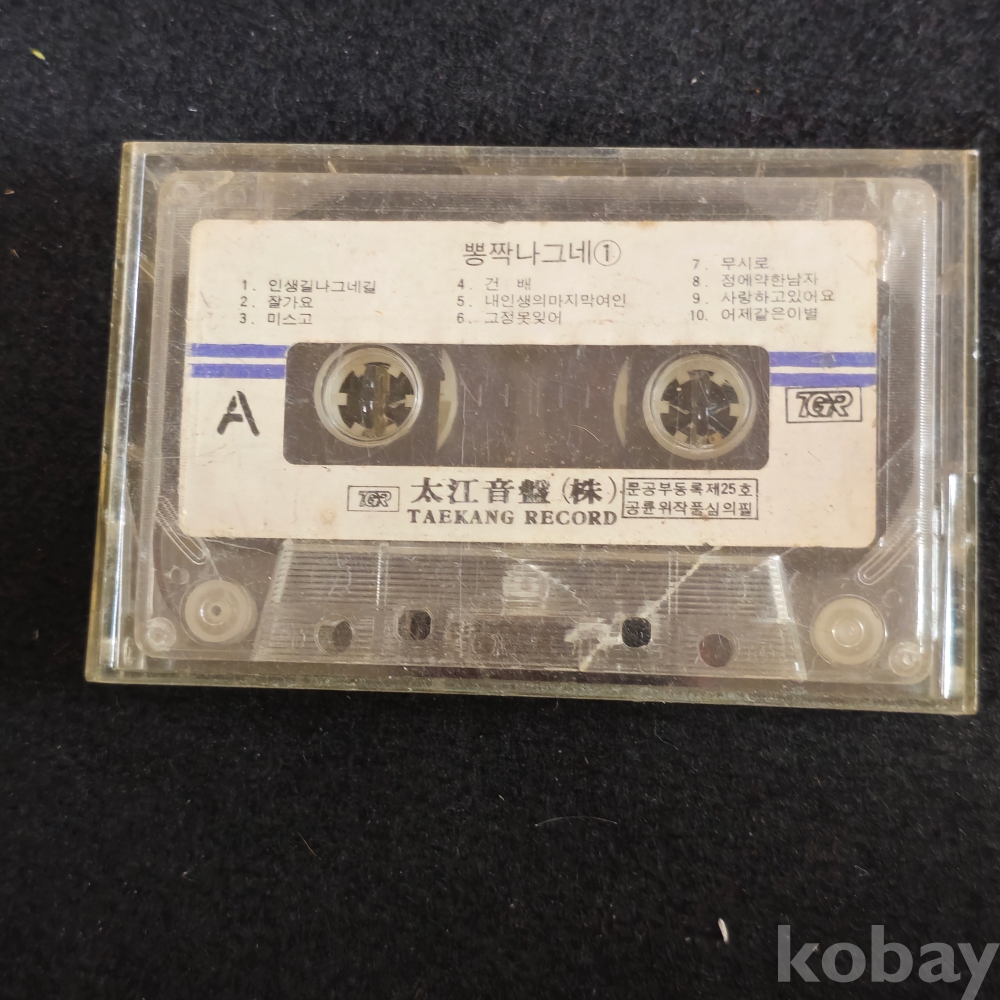 뽕짝나그네①
1. 인생길나그네길
2. 잘가요
3. 미스고
4. 건 배
5. 내인생의마지막여인
6. 그정못잊어
7. 무시로
8. 정에약한남자
9. 사랑하고있어요
10. 어제같은이별
A
TGR
TGR
太江音盤(株)
TAEKANG RECORD
문공부등록제25호
공륜위작품심의필
kobay